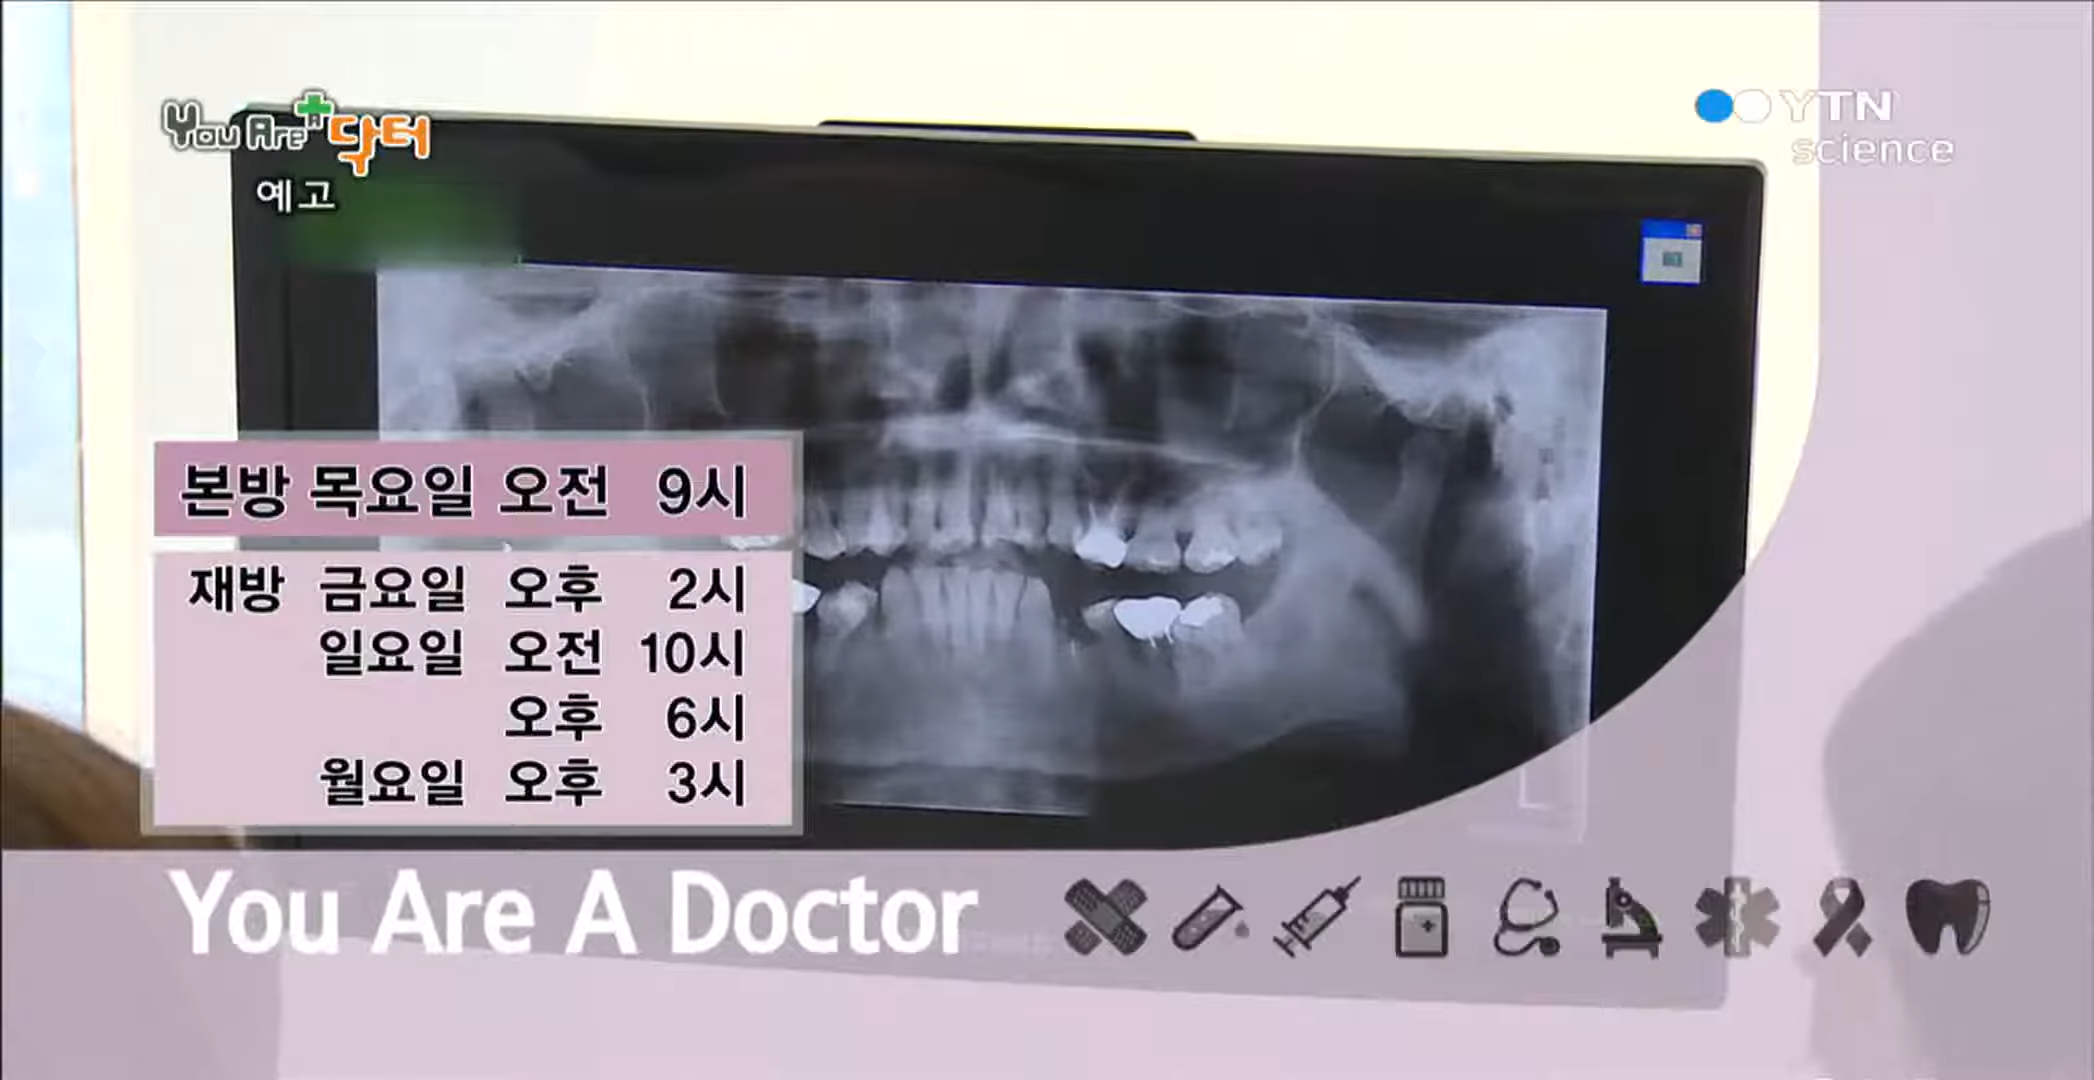 You Are A 닥터
예고
YTN
science
본방 목요일 오전 9시
재방 금요일 오후 2시
일요일 오전 10시
오후 6시
월요일 오후 3시
You Are A Doctor